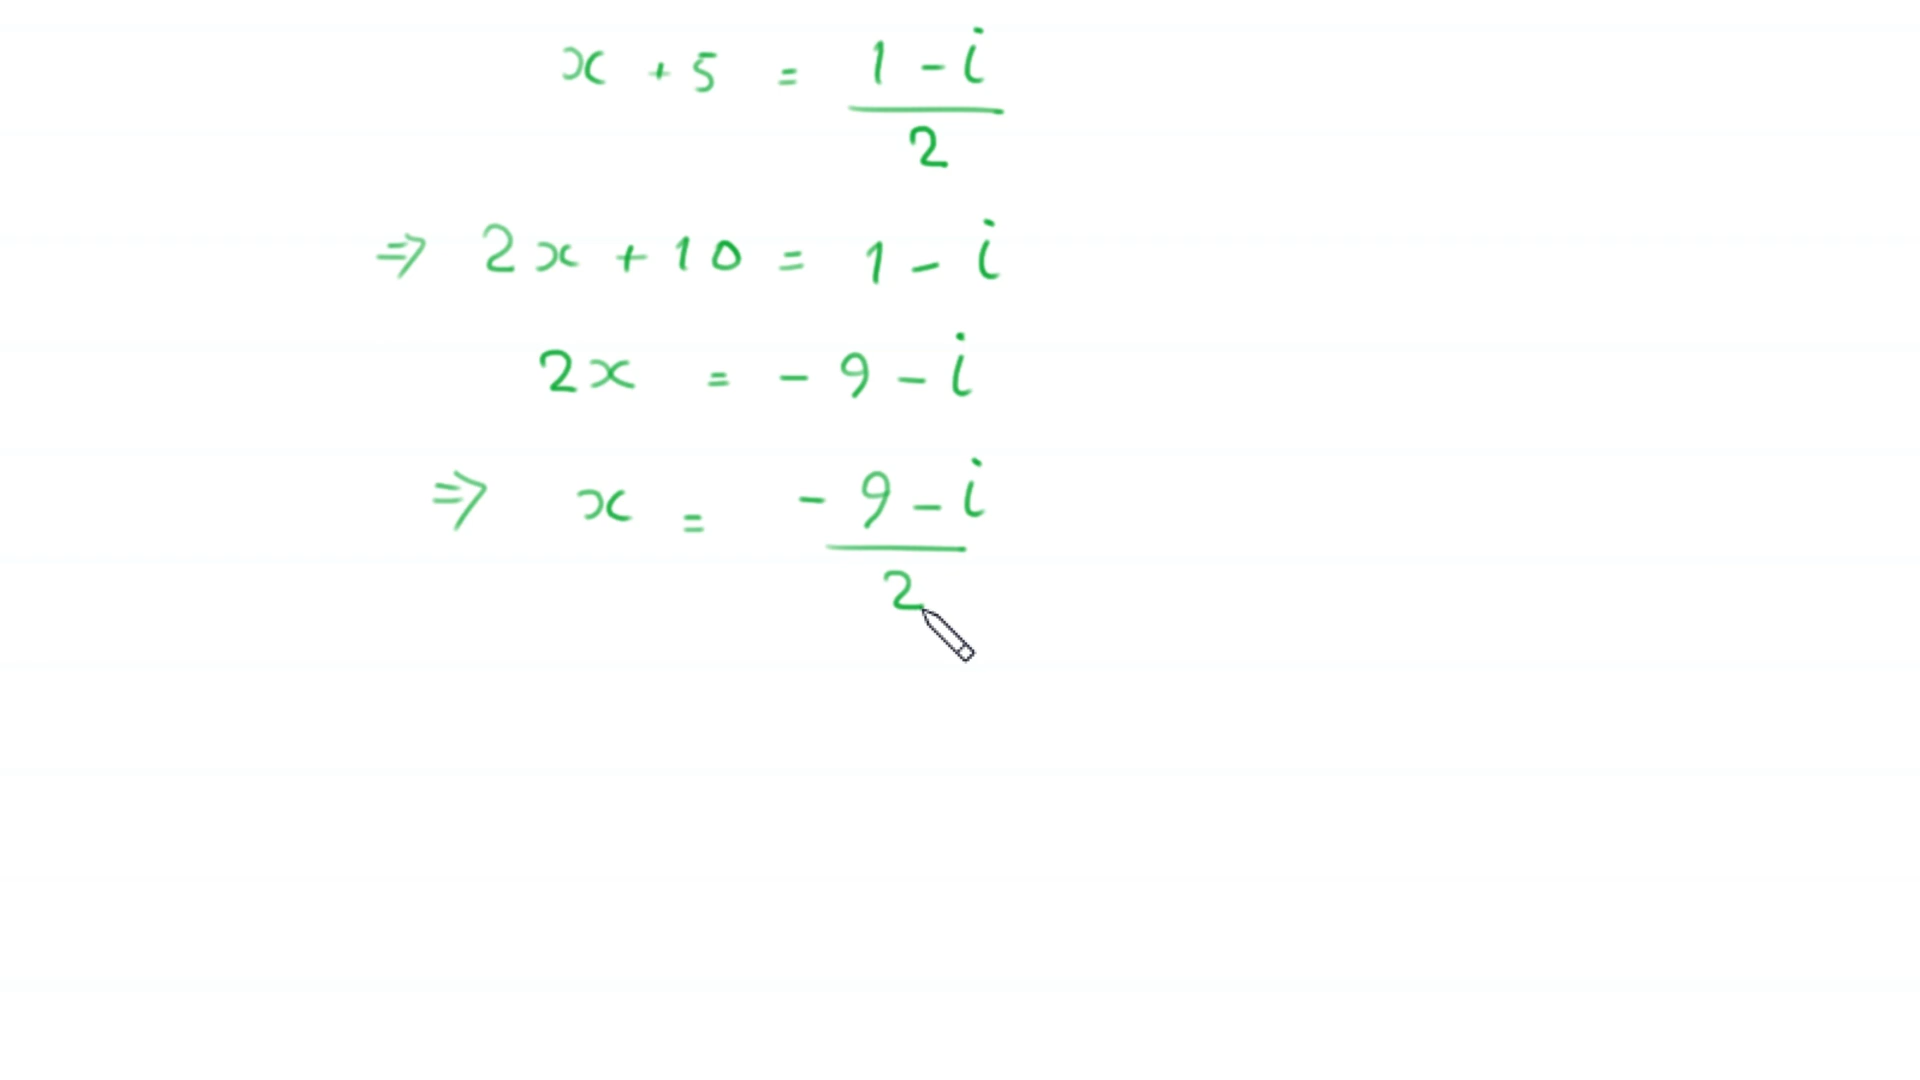 x + 5 = 1 - i / 2
⇒ 2x + 10 = 1 - i
2x = - 9 - i
⇒ x = - 9 - i / 2